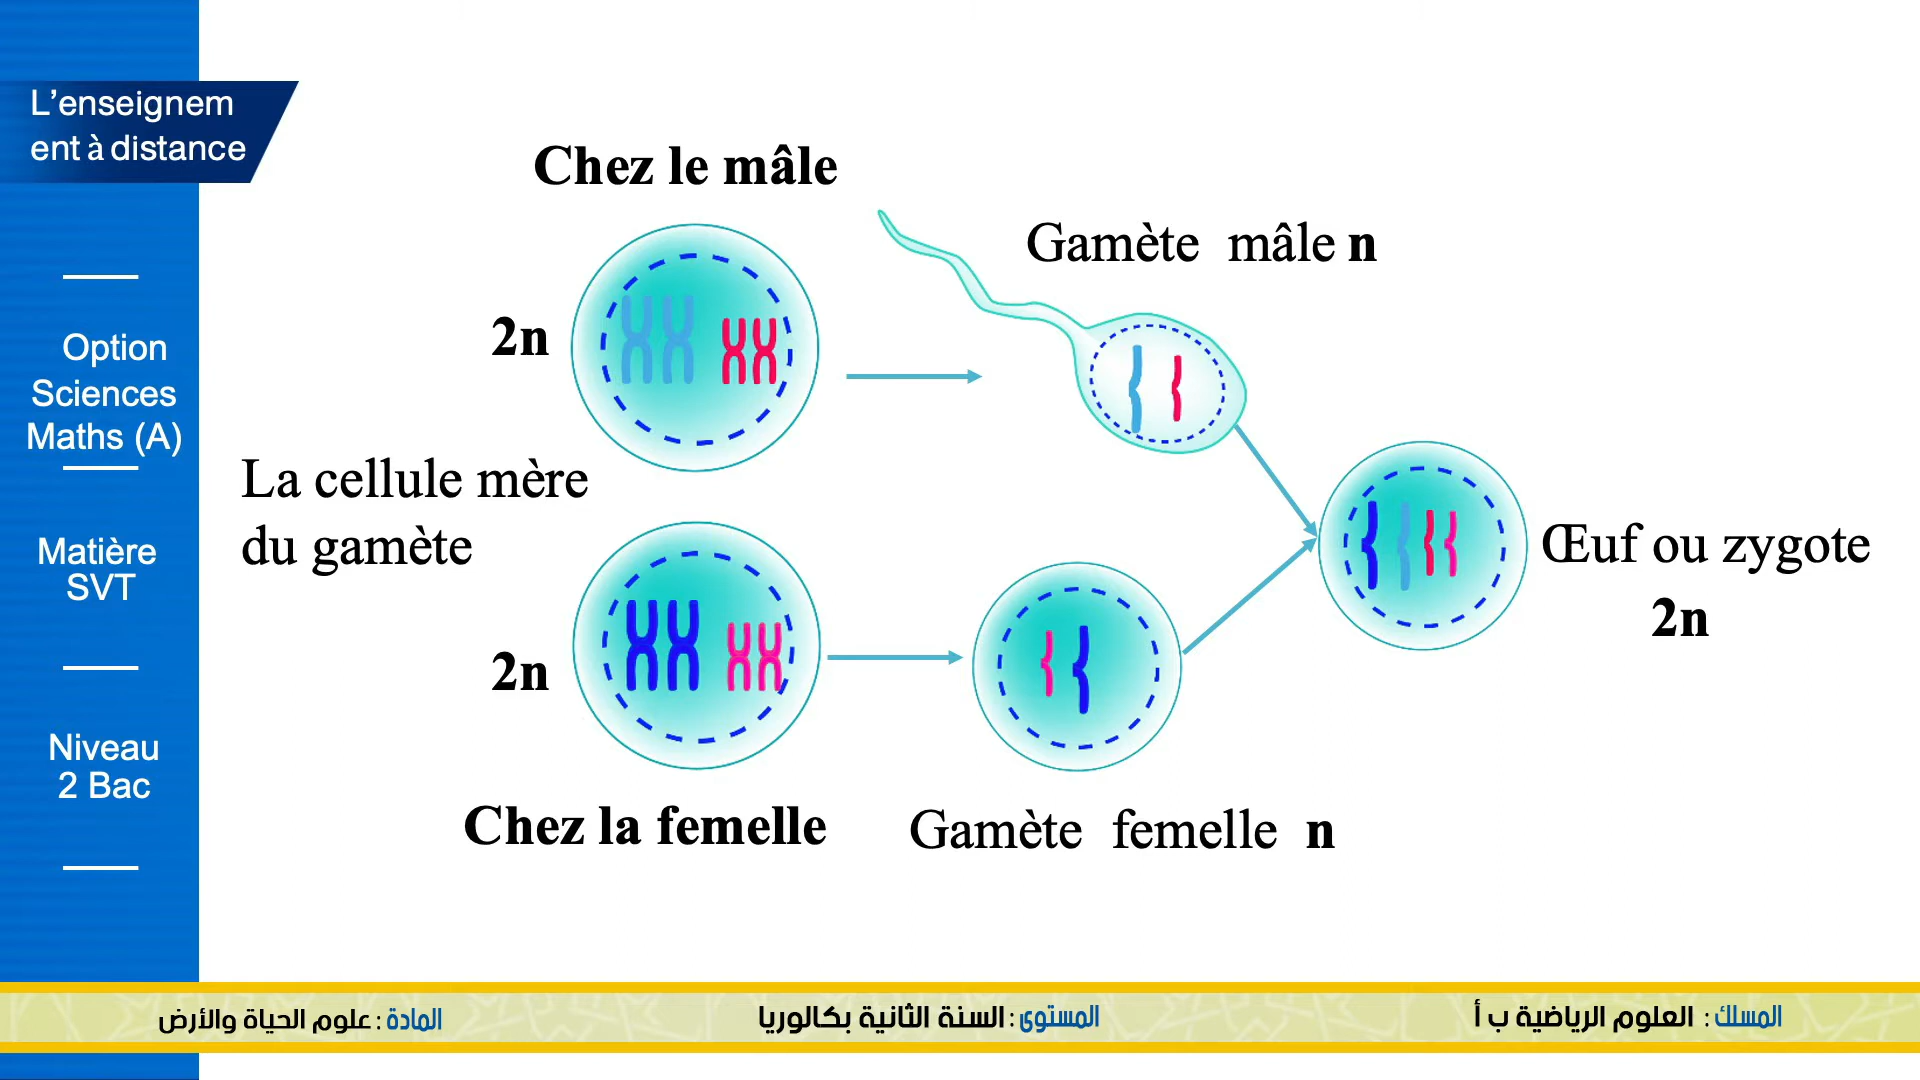 L’enseignem
ent à distance
Option
Sciences
Maths (A)
Matière
SVT
Niveau
2 Bac
Chez le mâle
Gamète mâle n
2n
La cellule mère
du gamète
Œuf ou zygote
2n
2n
Chez la femelle
Gamète femelle n
المسلك : العلوم الرياضية ب أ
المستوى : السنة الثانية بكالوريا
المادة : علوم الحياة والأرض